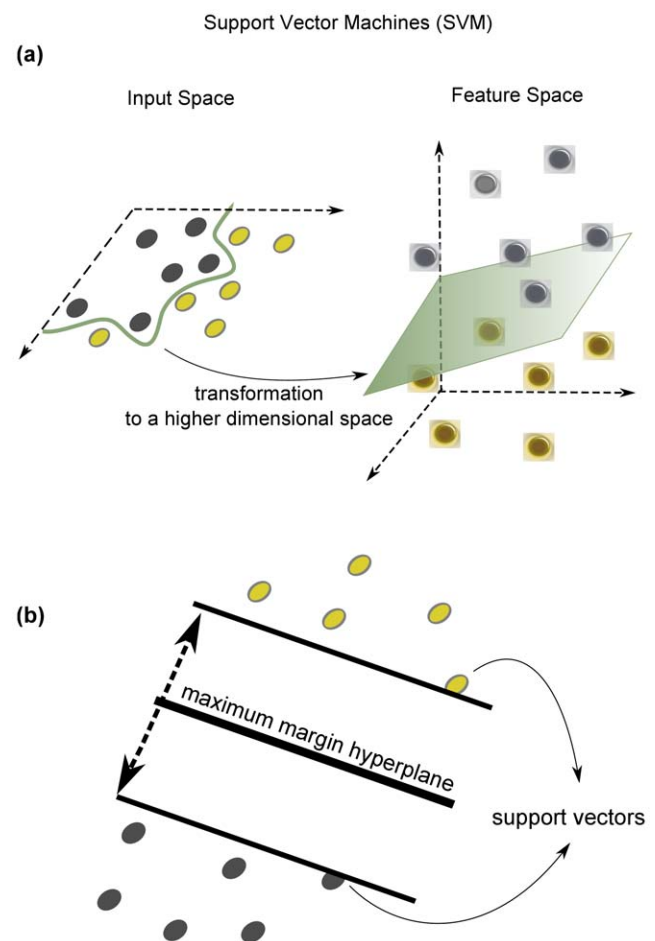 Support Vector Machines (SVM)
(a)
Input Space
Feature Space
transformation
to a higher dimensional space
(b)
maximum margin hyperplane
support vectors